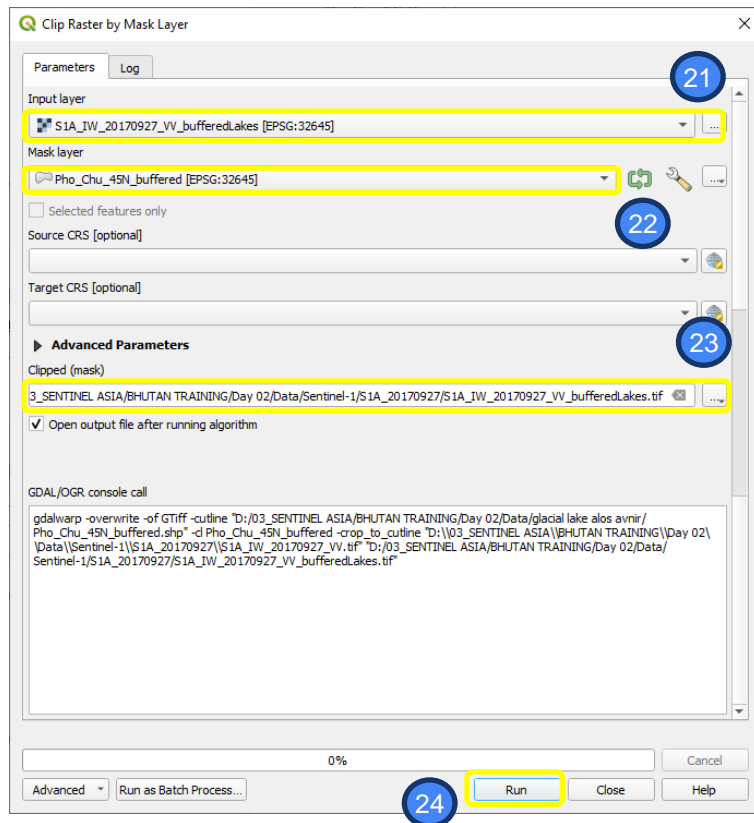 Clip Raster by Mask Layer
Parameters Log
21
Input layer
S1A_IW_20170927_VV_bufferedLakes [EPSG:32645]
...
Mask layer
Pho_Chu_45N_buffered [EPSG:32645]
...
Selected features only
22
Source CRS [optional]
Target CRS [optional]
23
Advanced Parameters
Clipped (mask)
3_SENTINEL ASIA/BHUTAN TRAINING/Day 02/Data/Sentinel-1/S1A_20170927/S1A_IW_20170927_VV_bufferedLakes.tif
...
Open output file after running algorithm
GDAL/OGR console call
gdalwarp -overwrite -of GTiff -cutline "D:/03_SENTINEL ASIA/BHUTAN TRAINING/Day 02/Data/glacial lake alos avnir/
Pho_Chu_45N_buffered.shp" -cl Pho_Chu_45N_buffered -crop_to_cutline "D:\\03_SENTINEL ASIA\\BHUTAN TRAINING\\Day 02\
\Data\\Sentinel-1\\S1A_20170927\\S1A_IW_20170927_VV.tif" "D:/03_SENTINEL ASIA/BHUTAN TRAINING/Day 02/Data/
Sentinel-1/S1A_20170927/S1A_IW_20170927_VV_bufferedLakes.tif"
0%
Cancel
Advanced Run as Batch Process... Run Close Help
24